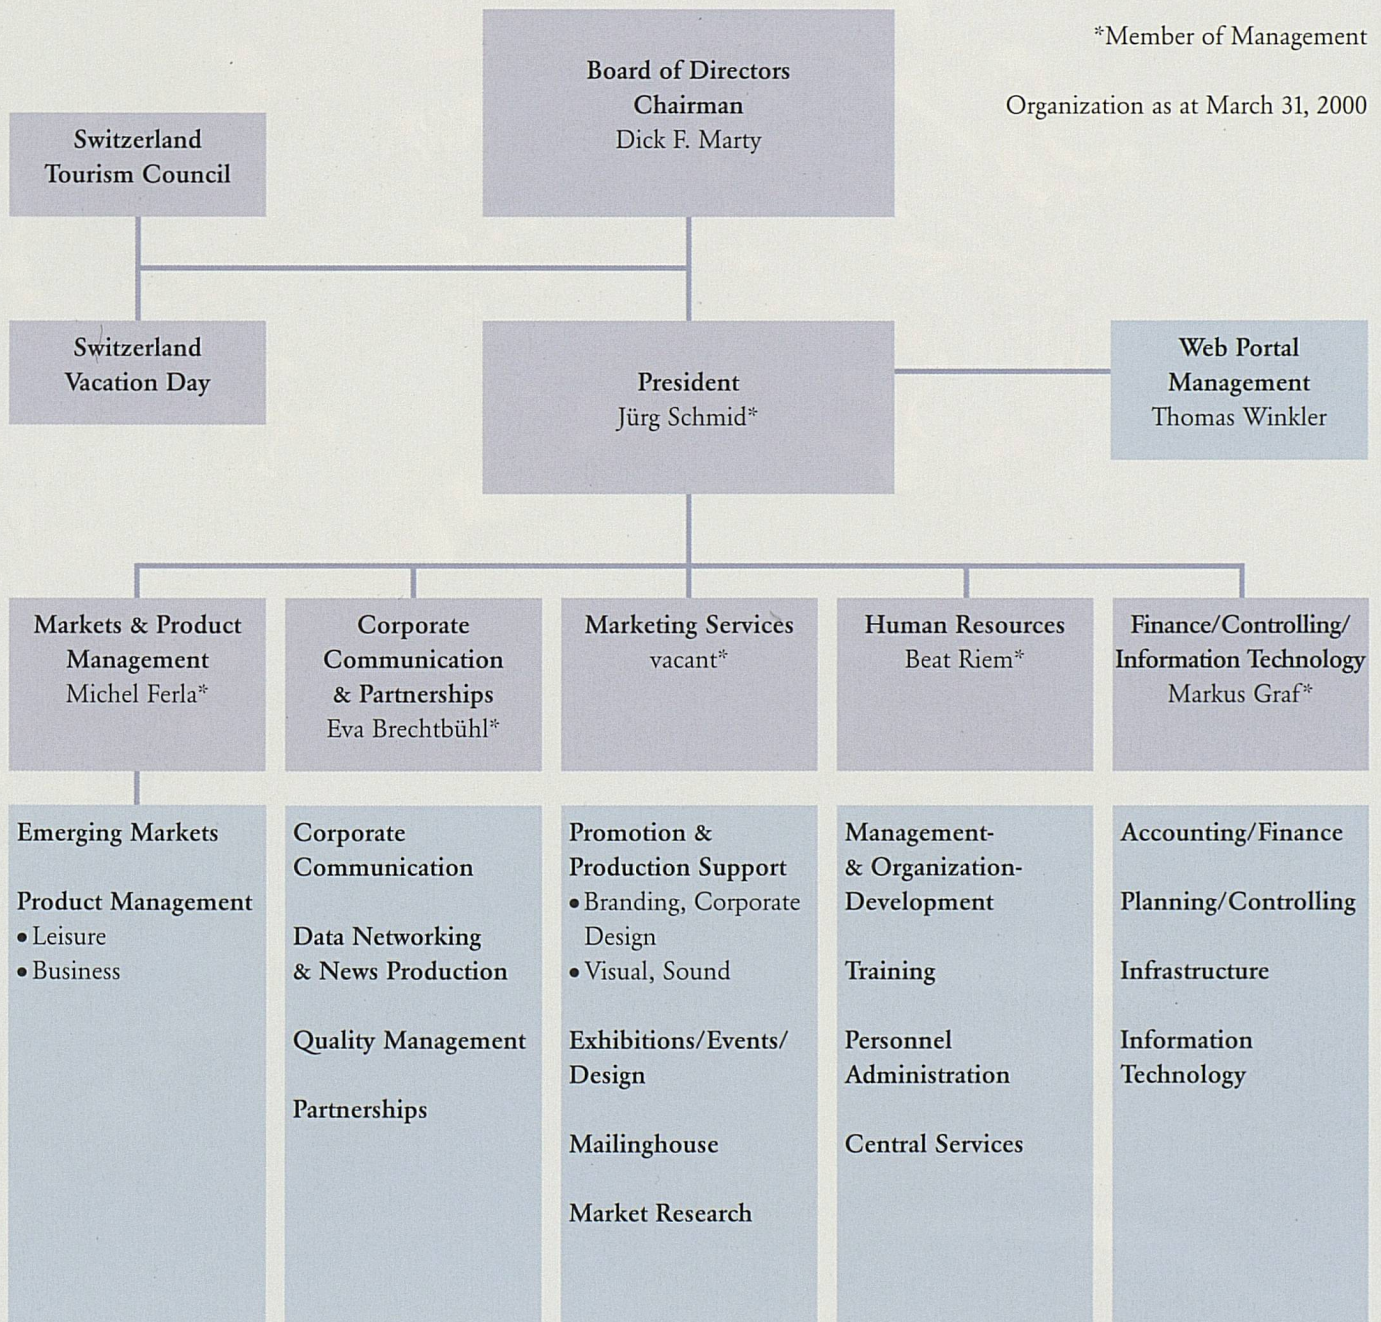 *Member of Management
Organization as at March 31, 2000
Board of Directors
Chairman
Dick F. Marty
Switzerland
Tourism Council
Switzerland
Vacation Day
President
Jürg Schmid*
Web Portal
Management
Thomas Winkler
Markets & Product
Management
Michel Ferla*
Corporate
Communication
& Partnerships
Eva Brechtbühl*
Marketing Services
vacant*
Human Resources
Beat Riem*
Finance/Controlling/
Information Technology
Markus Graf*
Emerging Markets
Product Management
• Leisure
• Business
Corporate
Communication
Data Networking
& News Production
Quality Management
Partnerships
Promotion &
Production Support
• Branding, Corporate
Design
• Visual, Sound
Exhibitions/Events/
Design
Mailinghouse
Market Research
Management-
& Organization-
Development
Training
Personnel
Administration
Central Services
Accounting/Finance
Planning/Controlling
Infrastructure
Information
Technology